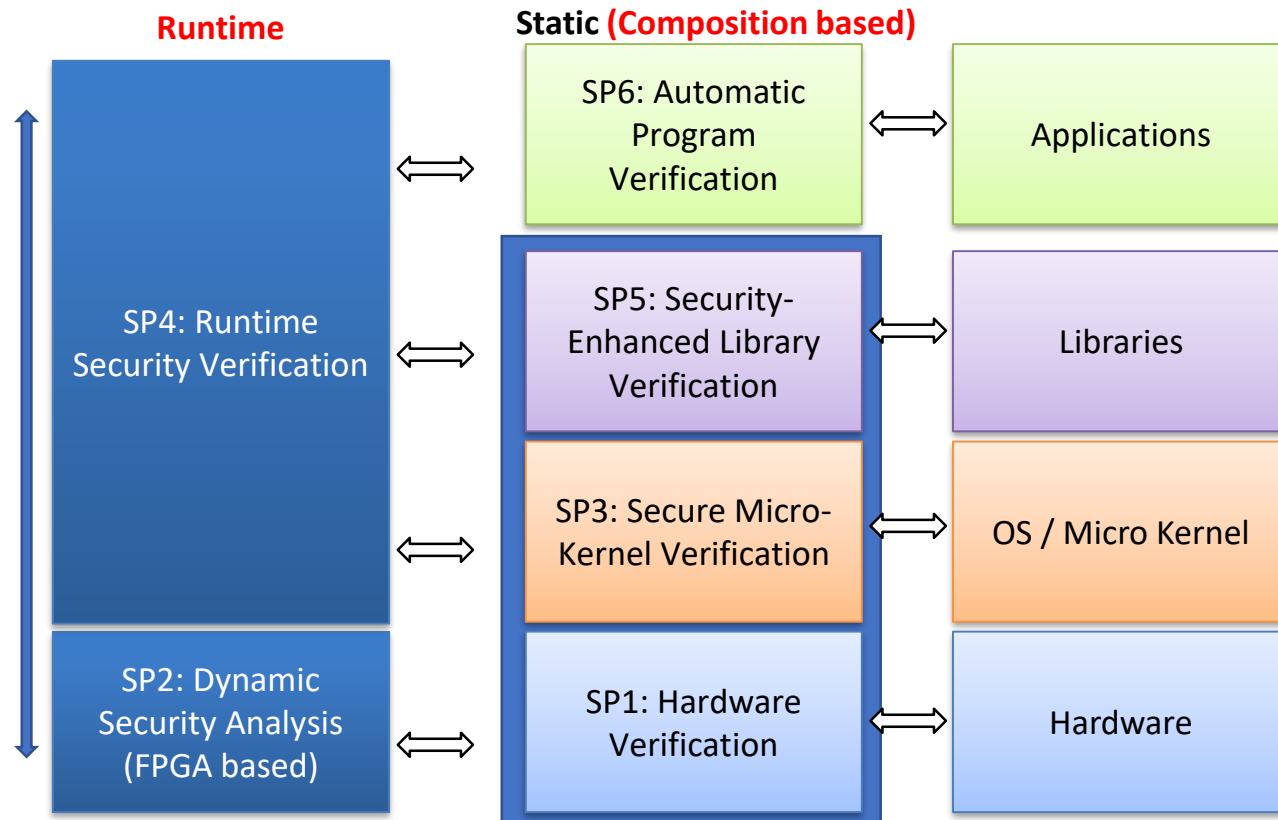 Runtime
Static (Composition based)
SP6: Automatic
Program
Verification
Applications
SP4: Runtime
Security Verification
SP5: Security-
Enhanced Library
Verification
Libraries
SP3: Secure Micro-
Kernel Verification
OS / Micro Kernel
SP2: Dynamic
Security Analysis
(FPGA based)
SP1: Hardware
Verification
Hardware